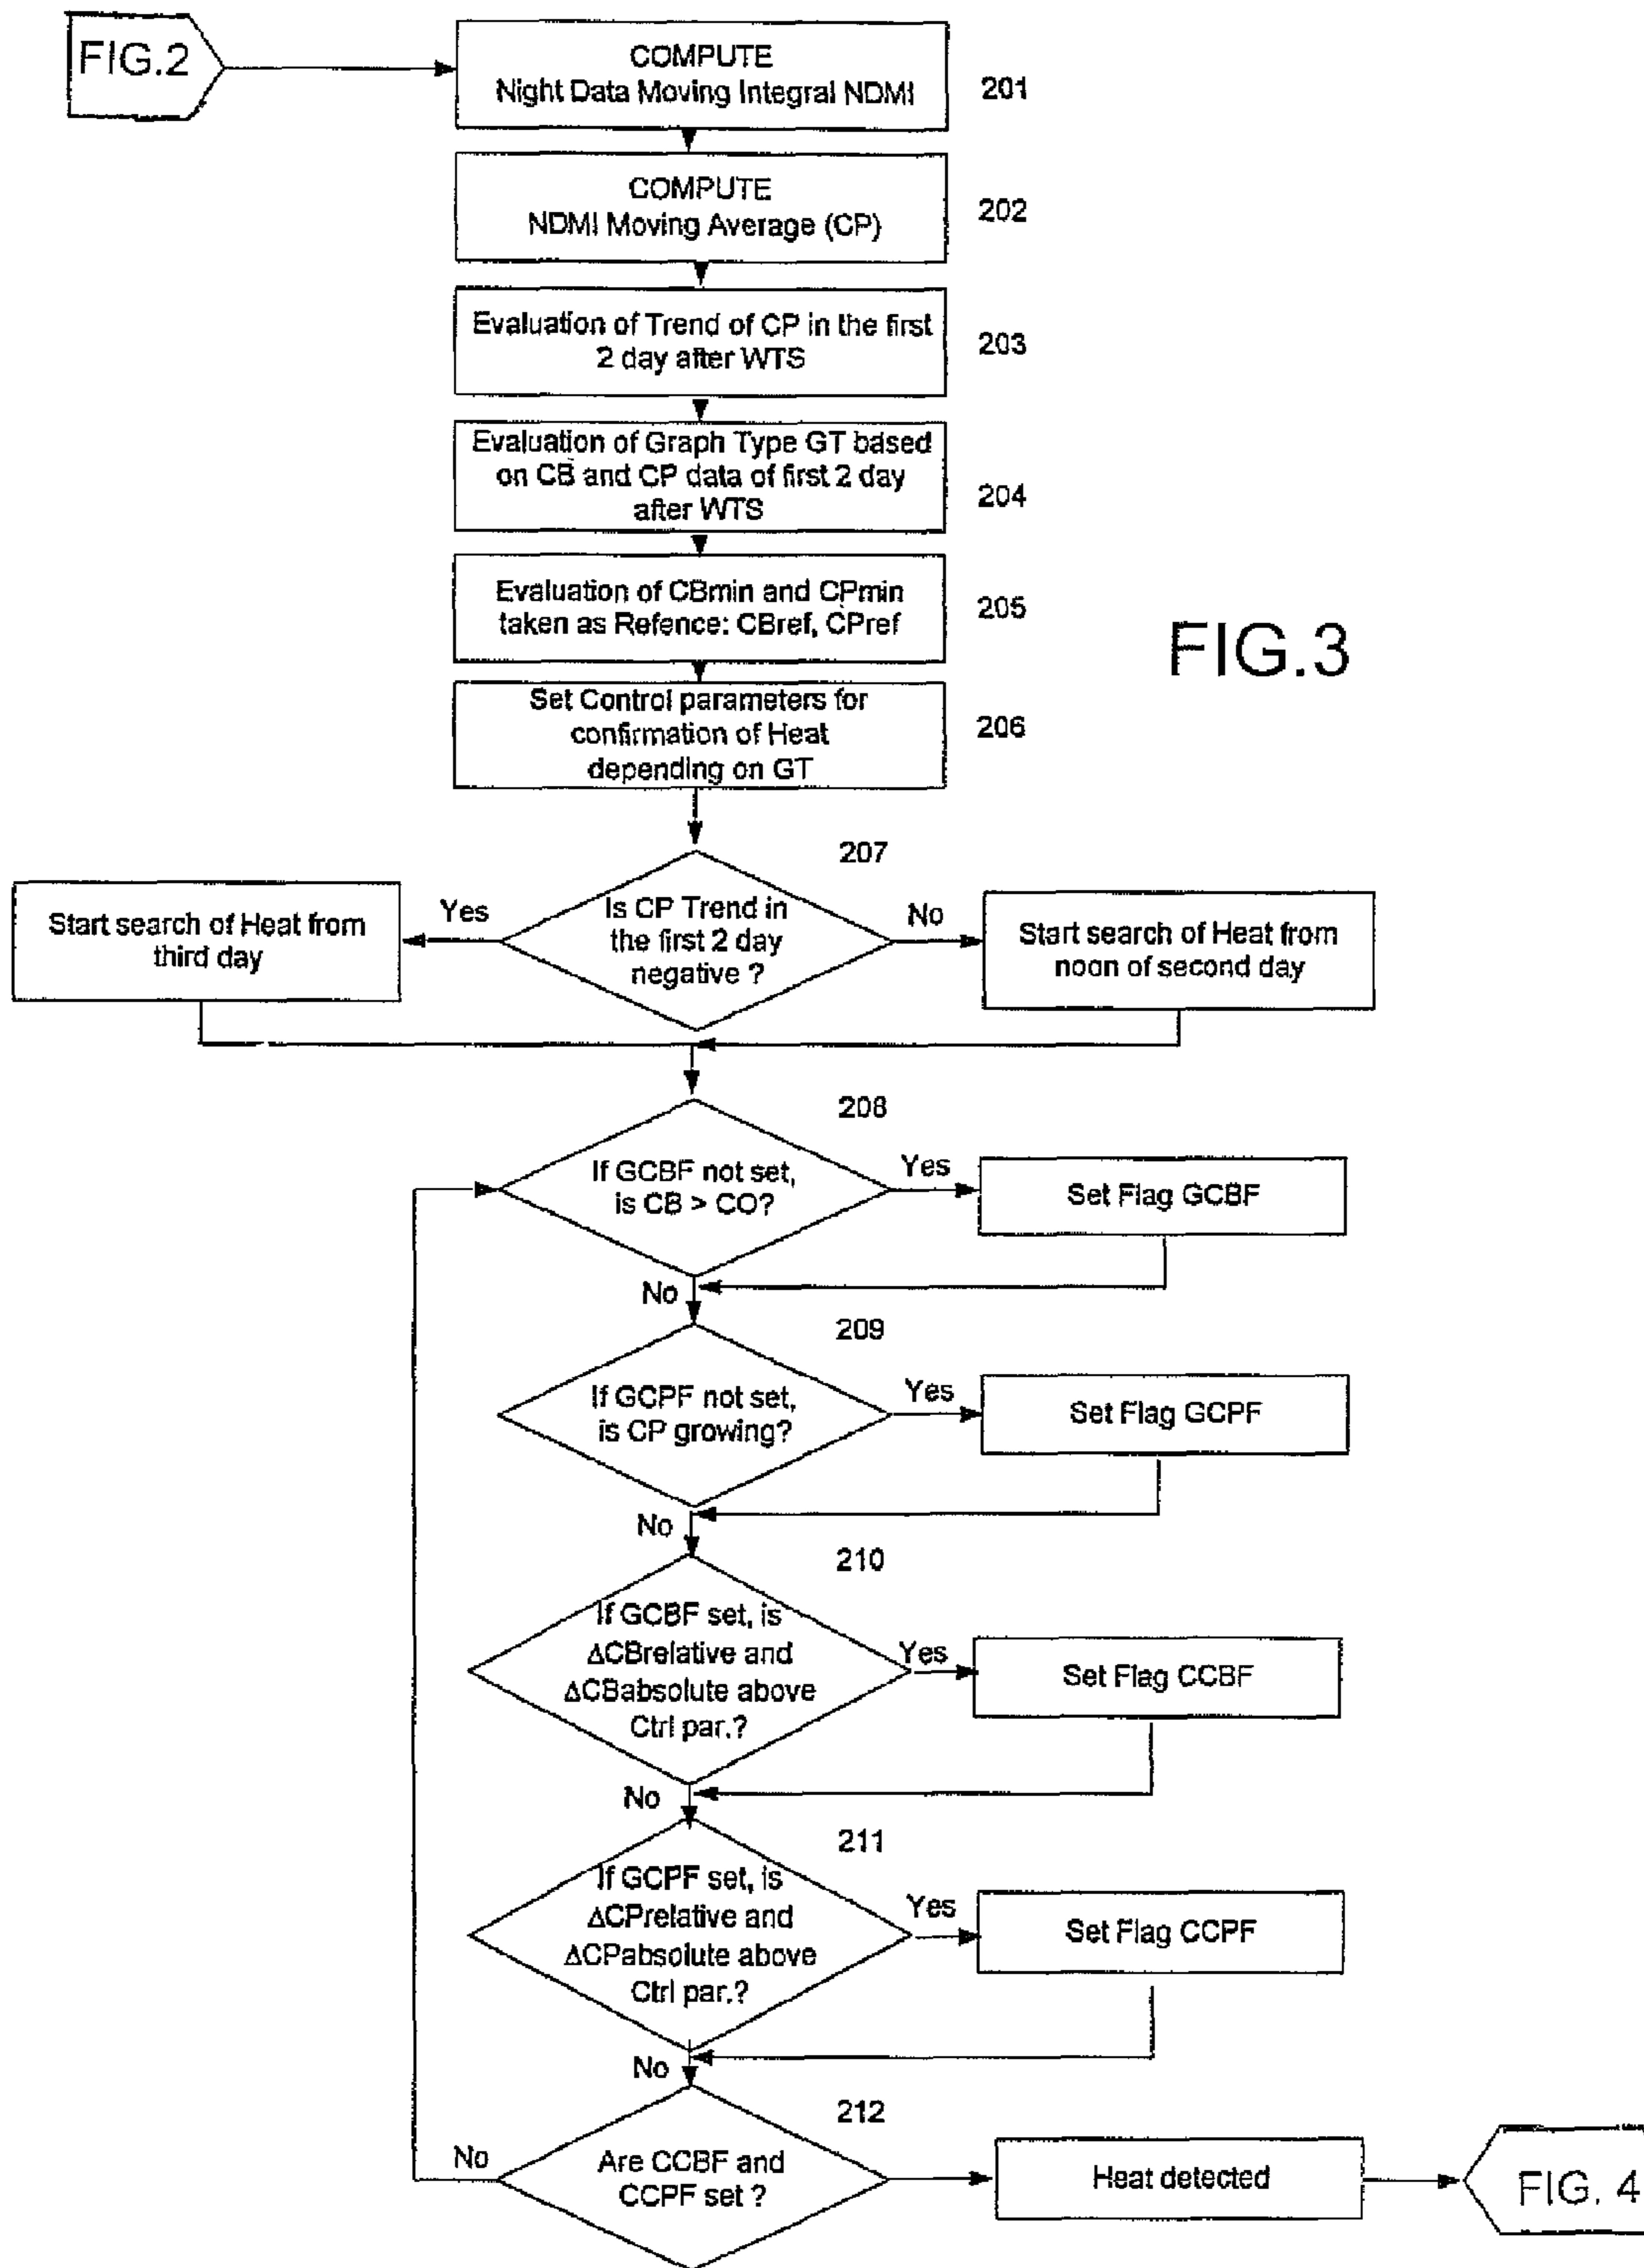 FIG.2
COMPUTE
Night Data Moving Integral NDMI
201
COMPUTE
NDMI Moving Average (CP)
202
Evaluation of Trend of CP in the first
2 day after WTS
203
Evaluation of Graph Type GT based
on CB and CP data of first 2 day
after WTS
204
Evaluation of CBmin and CPmin
taken as Refence: CBref, CPref
205
FIG.3
Set Control parameters for
confirmation of Heat
depending on GT
206
207
Is CP Trend in
the first 2 day
negative ?
Yes
Start search of Heat from
third day
No
Start search of Heat from
noon of second day
208
If GCBF not set,
is CB > CO?
Yes
Set Flag GCBF
No
209
If GCPF not set,
is CP growing?
Yes
Set Flag GCPF
No
210
If GCBF set, is
ΔCBrelative and
ΔCBabsolute above
Ctrl par.?
Yes
Set Flag CCBF
No
211
If GCPF set, is
ΔCPrelative and
ΔCPabsolute above
Ctrl par.?
Yes
Set Flag CCPF
No
212
Are CCBF and
CCPF set ?
No
Heat detected
FIG. 4